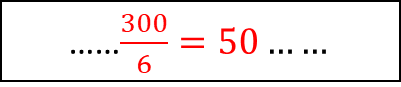 ……300/6 = 50 … …